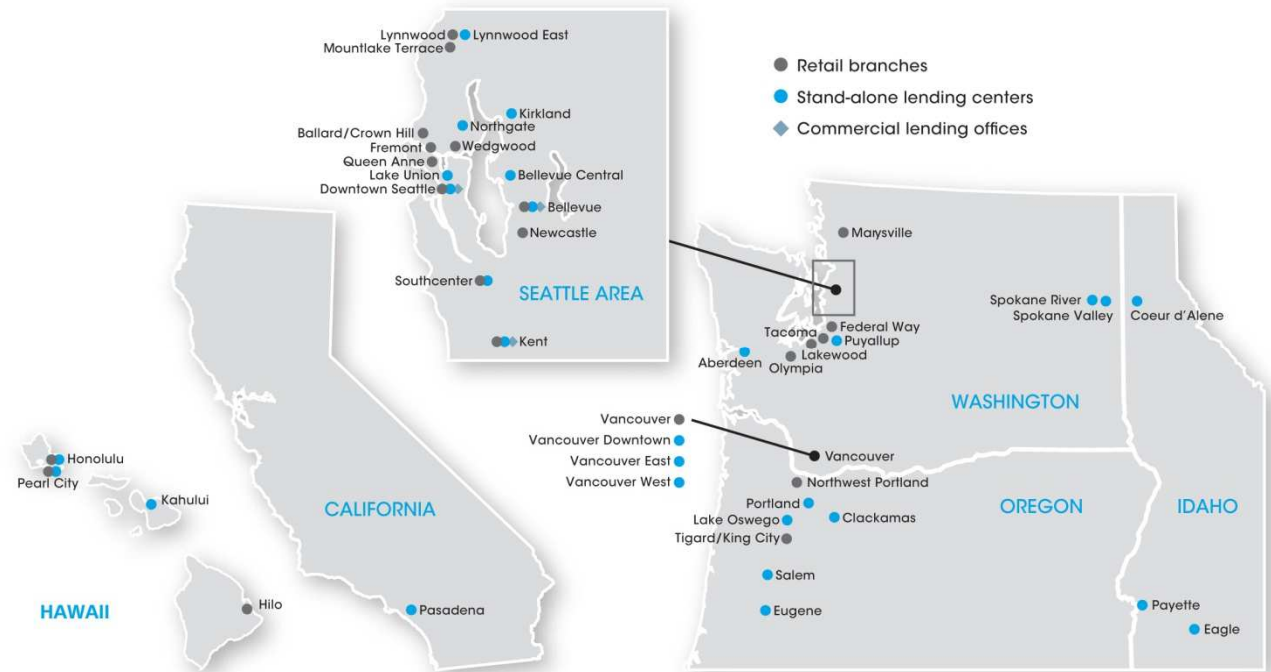 Lynnwood
Lynnwood East
Mountlake Terrace
Kirkland
Northgate
Ballard/Crown Hill
Fremont
Wedgwood
Queen Anne
Lake Union
Bellevue Central
Downtown Seattle
Bellevue
Newcastle
Southcenter
SEATTLE AREA
Kent
Retail branches
Stand-alone lending centers
Commercial lending offices
Marysville
Spokane River
Spokane Valley
Coeur d'Alene
Federal Way
Tacoma
Puyallup
Lakewood
Olympia
Aberdeen
WASHINGTON
Vancouver
Vancouver Downtown
Vancouver East
Vancouver West
Vancouver
Northwest Portland
Portland
Lake Oswego
Clackamas
Tigard/King City
OREGON
IDAHO
Salem
Eugene
Payette
Eagle
Honolulu
Pearl City
Kahului
CALIFORNIA
HAWAII
Hilo
Pasadena